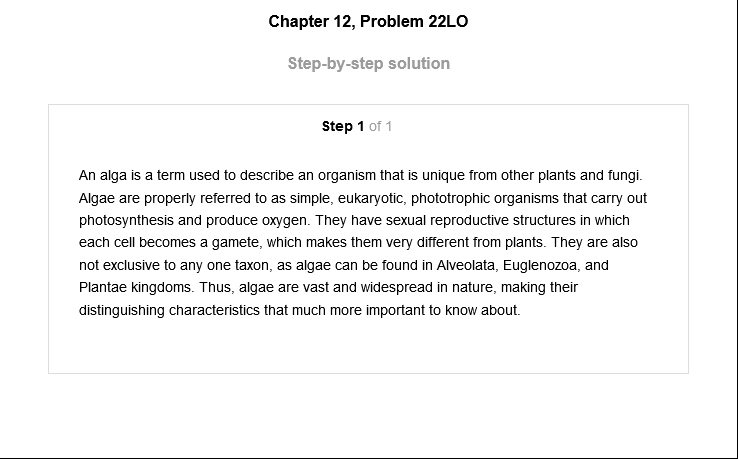 Chapter 12, Problem 22LO
Step-by-step solution
Step 1 of 1
An alga is a term used to describe an organism that is unique from other plants and fungi.
Algae are properly referred to as simple, eukaryotic, phototrophic organisms that carry out
photosynthesis and produce oxygen. They have sexual reproductive structures in which
each cell becomes a gamete, which makes them very different from plants. They are also
not exclusive to any one taxon, as algae can be found in Alveolata, Euglenozoa, and
Plantae kingdoms. Thus, algae are vast and widespread in nature, making their
distinguishing characteristics that much more important to know about.